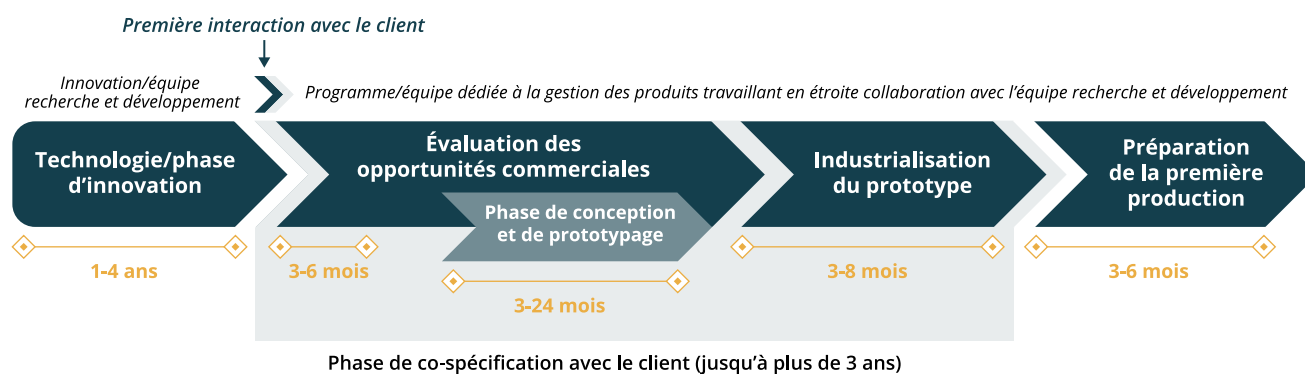 Première interaction avec le client
Innovation/équipe
recherche et développement
Programme/équipe dédiée à la gestion des produits travaillant en étroite collaboration avec l'équipe recherche et développement
Technologie/phase
d'innovation
Évaluation des
opportunités commerciales
Phase de conception
et de prototypage
Industrialisation
du prototype
Préparation
de la première
production
1-4 ans
3-6 mois
3-24 mois
3-8 mois
3-6 mois
Phase de co-spécification avec le client (jusqu'à plus de 3 ans)